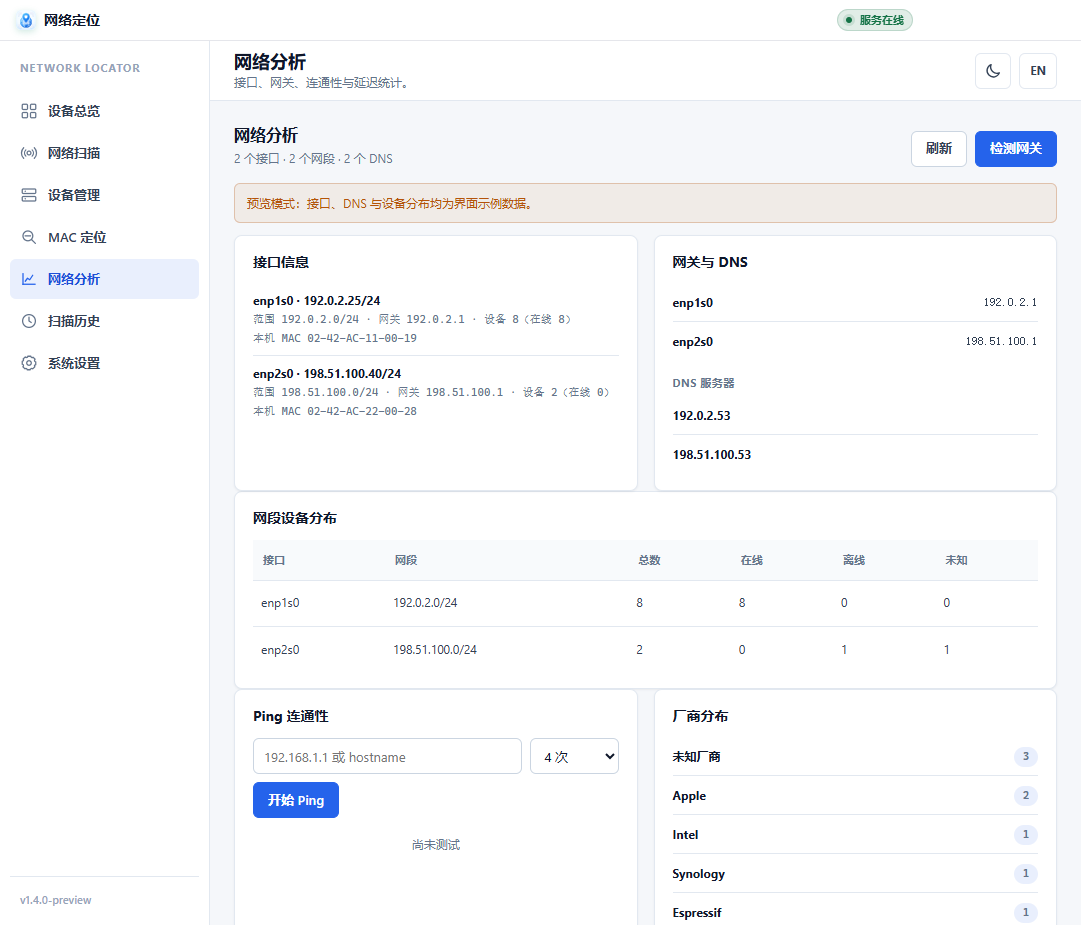 网络定位
服务在线
NETWORK LOCATOR
设备总览
网络扫描
设备管理
MAC 定位
网络分析
扫描历史
系统设置
v1.4.0-preview
网络分析
接口、网关、连通性与延迟统计。
EN
网络分析
2 个接口 · 2 个网段 · 2 个 DNS
刷新
检测网关
预览模式：接口、DNS 与设备分布均为界面示例数据。
接口信息
enp1s0 · 192.0.2.25/24
范围 192.0.2.0/24 · 网关 192.0.2.1 · 设备 8（在线 8）
本机 MAC 02-42-AC-11-00-19
enp2s0 · 198.51.100.40/24
范围 198.51.100.0/24 · 网关 198.51.100.1 · 设备 2（在线 0）
本机 MAC 02-42-AC-22-00-28
网关与 DNS
enp1s0 192.0.2.1
enp2s0 198.51.100.1
DNS 服务器
192.0.2.53
198.51.100.53
网段设备分布
接口 网段 总数 在线 离线 未知
enp1s0 192.0.2.0/24 8 8 0 0
enp2s0 198.51.100.0/24 2 0 1 1
Ping 连通性
192.168.1.1 或 hostname
4 次
开始 Ping
尚未测试
厂商分布
未知厂商 3
Apple 2
Intel 1
Synology 1
Espressif 1